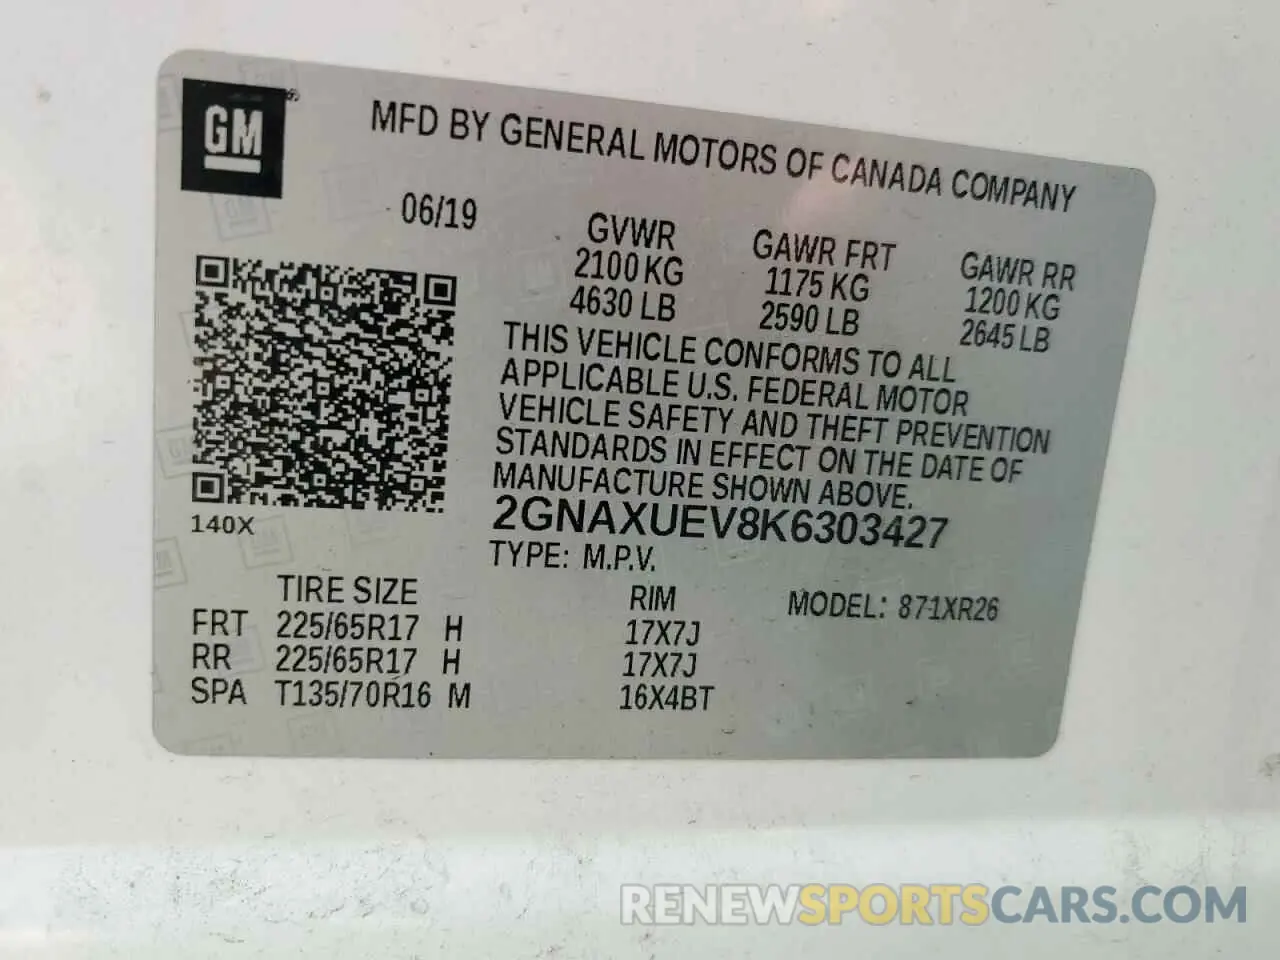 GM
MFD BY GENERAL MOTORS OF CANADA COMPANY
06/19
GVWR
2100 KG
4630 LB
GAWR FRT
1175 KG
2590 LB
GAWR RR
1200 KG
2645 LB
THIS VEHICLE CONFORMS TO ALL
APPLICABLE U.S. FEDERAL MOTOR
VEHICLE SAFETY AND THEFT PREVENTION
STANDARDS IN EFFECT ON THE DATE OF
MANUFACTURE SHOWN ABOVE.
2GNAXUEV8K6303427
TYPE: M.P.V.
140X
TIRE SIZE RIM MODEL: 871XR26
FRT 225/65R17 H 17X7J
RR 225/65R17 H 17X7J
SPA T135/70R16 M 16X4BT
RENEWSPORTSCARS.COM